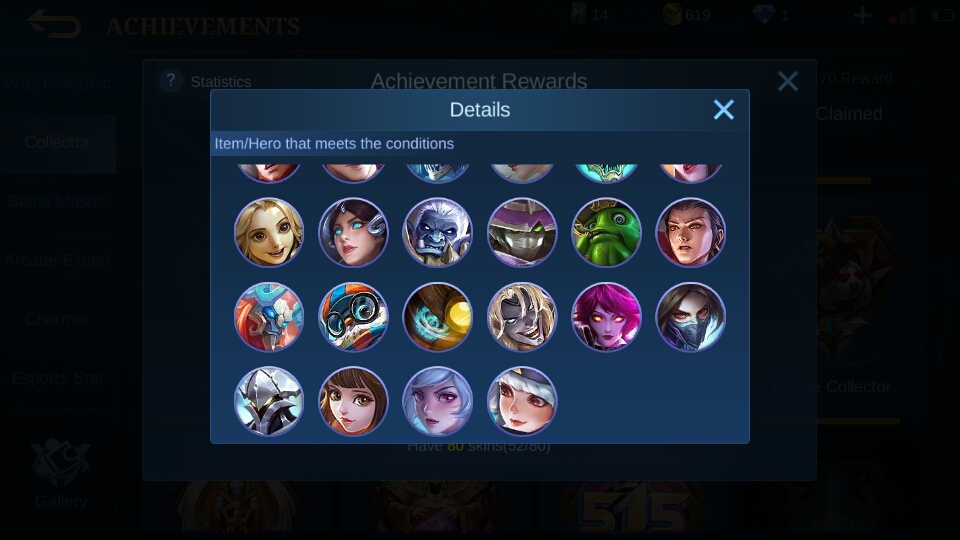 ACHIEVEMENTS
14
619
1
Way to Mythic
? Statistics
Achievement Rewards
70 Reward
Claimed
Details
Collector
Item/Hero that meets the conditions
Battle Master
Arcade Expert
Charmer
Esports Star
Collector
Have 80 skins(52/80)
Gallery
515